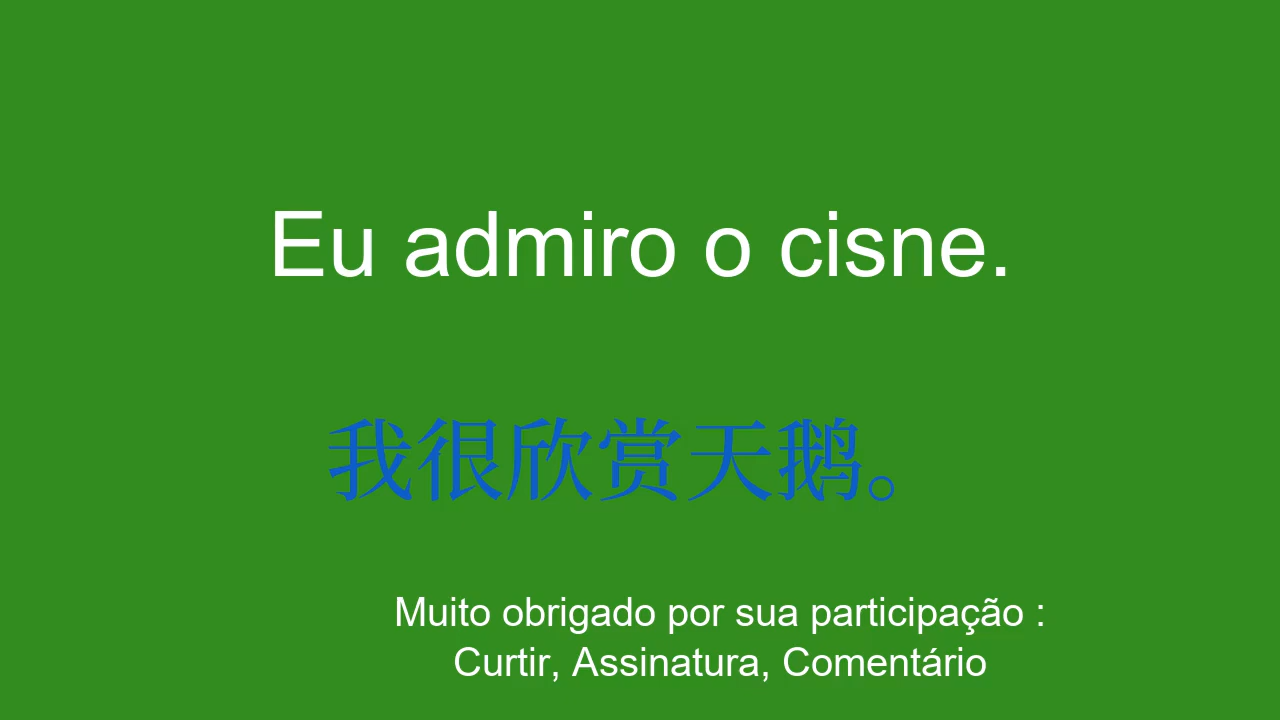 Eu admiro o cisne.
我很欣赏天鹅。
Muito obrigado por sua participação :
Curtir, Assinatura, Comentário